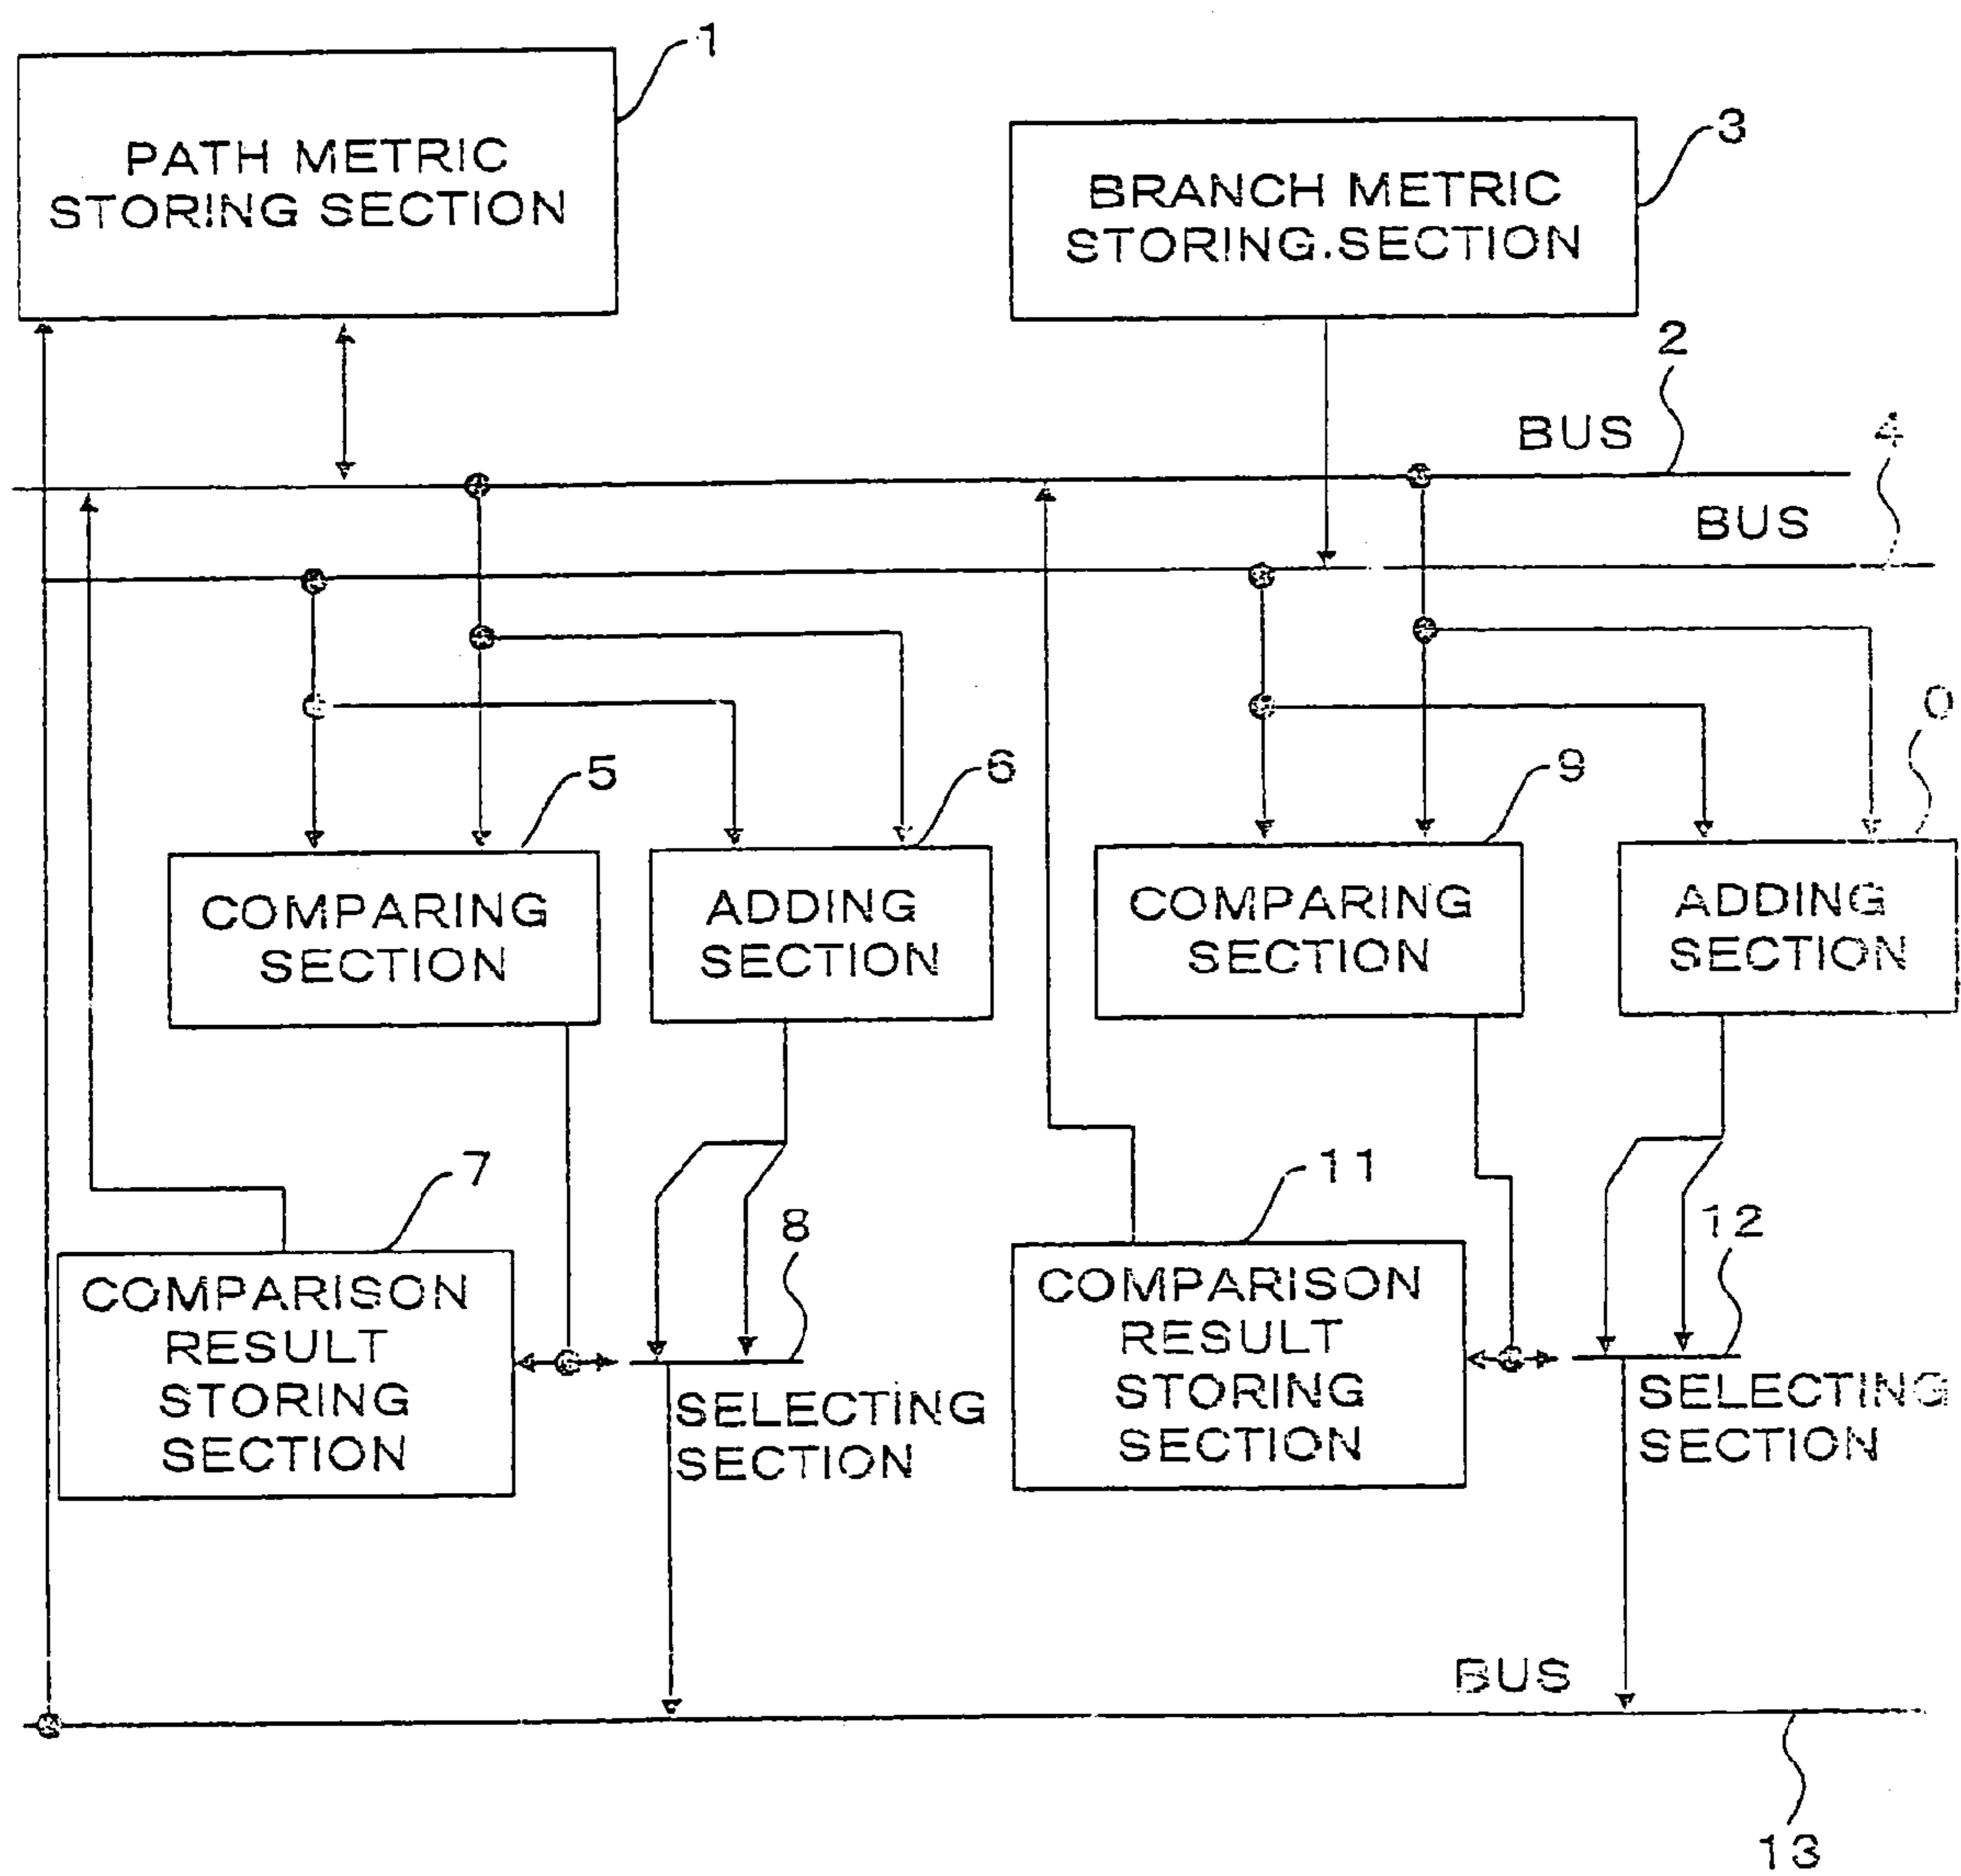 1
PATH METRIC
STORING SECTION
3
BRANCH METRIC
STORING.SECTION
2
BUS
4
BUS
5
6
9
0
COMPARING
SECTION
ADDING
SECTION
COMPARING
SECTION
ADDING
SECTION
7
8
11
12
COMPARISON
RESULT
STORING
SECTION
SELECTING
SECTION
COMPARISON
RESULT
STORING
SECTION
SELECTING
SECTION
BUS
13